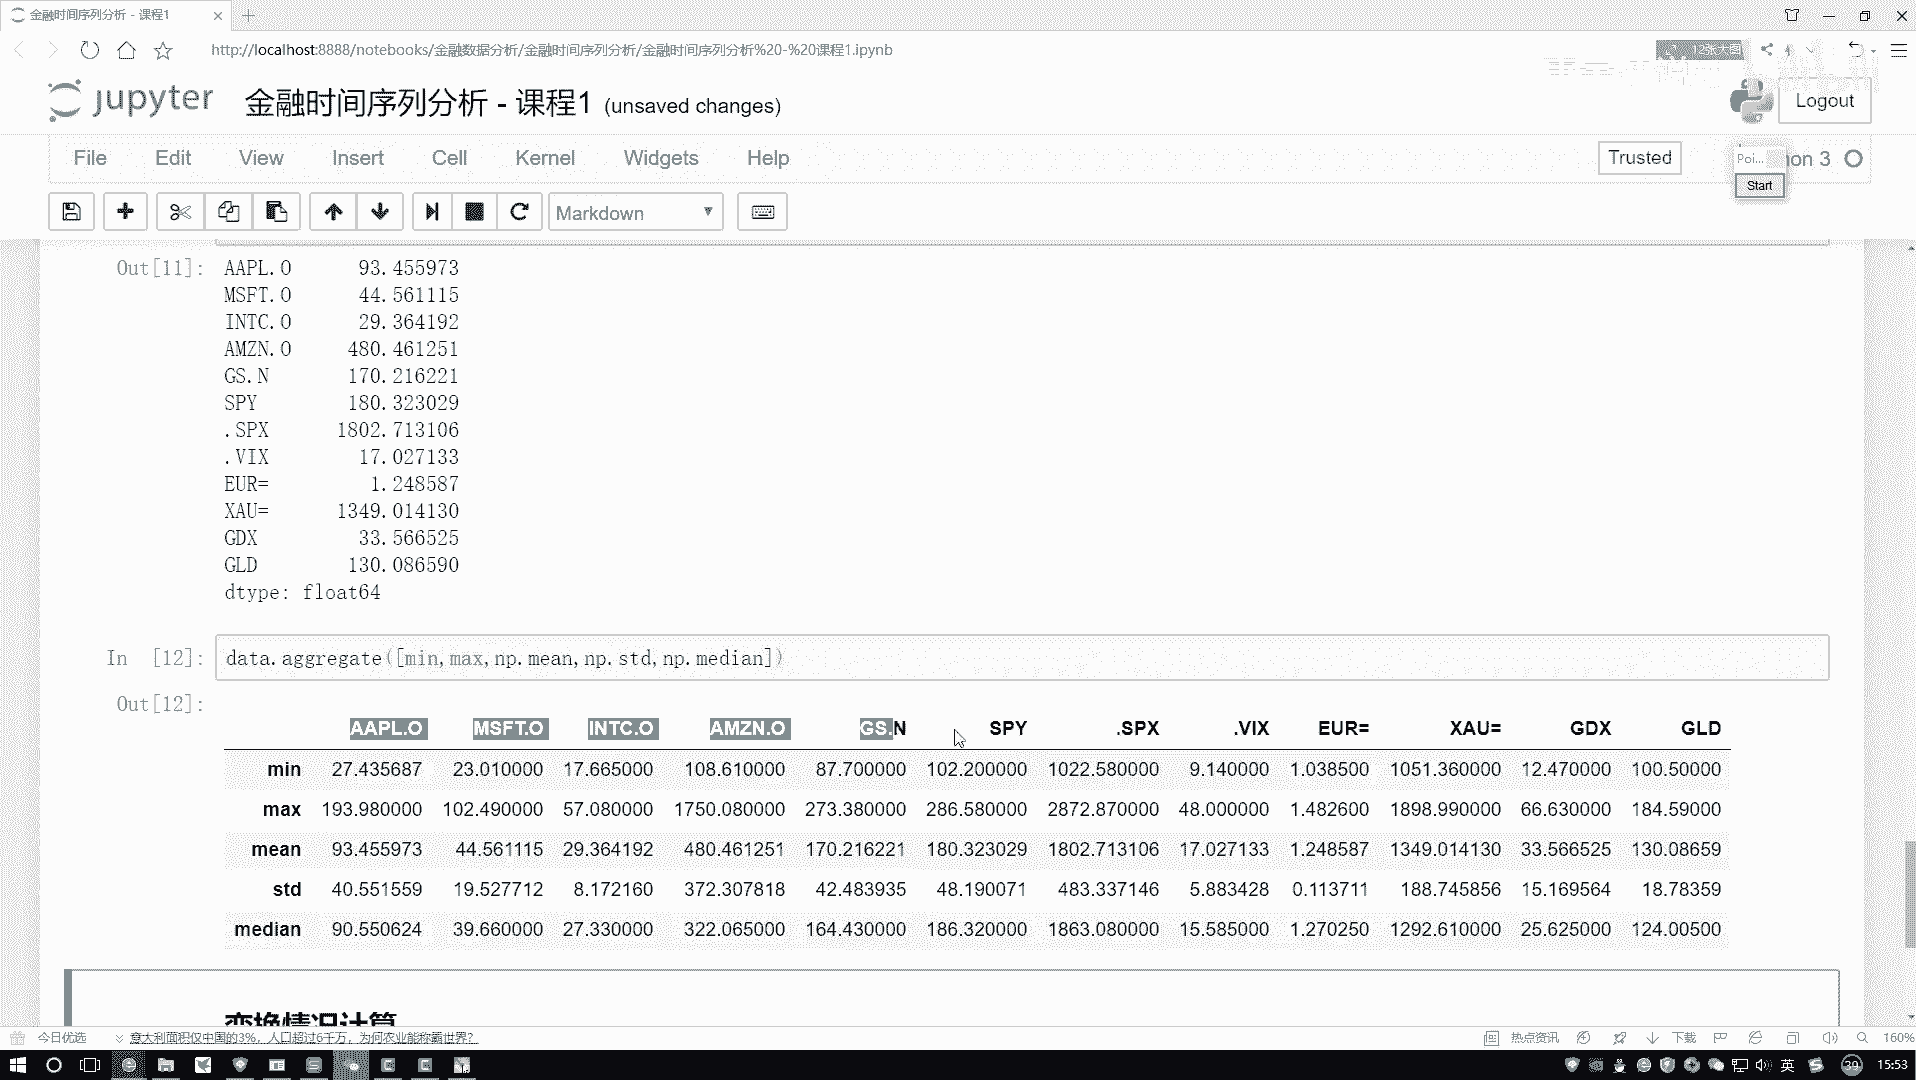 金融时间序列分析 - 课程1
http://localhost:8888/notebooks/金融数据分析/金融时间序列分析/金融时间序列分析%20-%20课程1.ipynb
12张大图
jupyter 金融时间序列分析 - 课程1 (unsaved changes)
Logout
File Edit View Insert Cell Kernel Widgets Help
Trusted
Poi... hon 3
Start
Markdown
Out[11]:
AAPL.O 93.455973
MSFT.O 44.561115
INTC.O 29.364192
AMZN.O 480.461251
GS.N 170.216221
SPY 180.323029
.SPX 1802.713106
.VIX 17.027133
EUR= 1.248587
XAU= 1349.014130
GDX 33.566525
GLD 130.086590
dtype: float64
In [12]: data.aggregate([min,max,np.mean,np.std,np.median])
Out[12]:
AAPL.O MSFT.O INTC.O AMZN.O GS.N SPY .SPX .VIX EUR= XAU= GDX GLD
min 27.435687 23.010000 17.665000 108.610000 87.700000 102.200000 1022.580000 9.140000 1.038500 1051.360000 12.470000 100.50000
max 193.980000 102.490000 57.080000 1750.080000 273.380000 286.580000 2872.870000 48.000000 1.482600 1898.990000 66.630000 184.59000
mean 93.455973 44.561115 29.364192 480.461251 170.216221 180.323029 1802.713106 17.027133 1.248587 1349.014130 33.566525 130.08659
std 40.551559 19.527712 8.172160 372.307818 42.483935 48.190071 483.337146 5.883428 0.113711 188.745856 15.169564 18.78359
median 90.550624 39.660000 27.330000 322.065000 164.430000 186.320000 1863.080000 15.585000 1.270250 1292.610000 25.625000 124.00500
变换情况计算
今日优选 意大利面积仅中国的3%，人口超过6千万，为何农业能称霸世界?
热点资讯 下载 160%
英 39 15:53